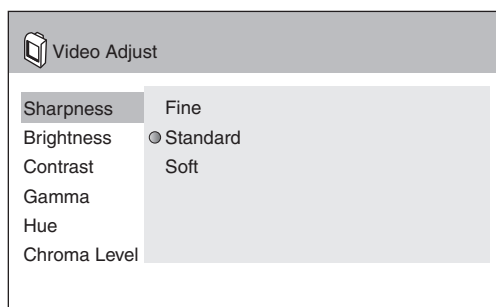 Video Adjust
Sharpness Fine
Brightness Standard
Contrast Soft
Gamma
Hue
Chroma Level